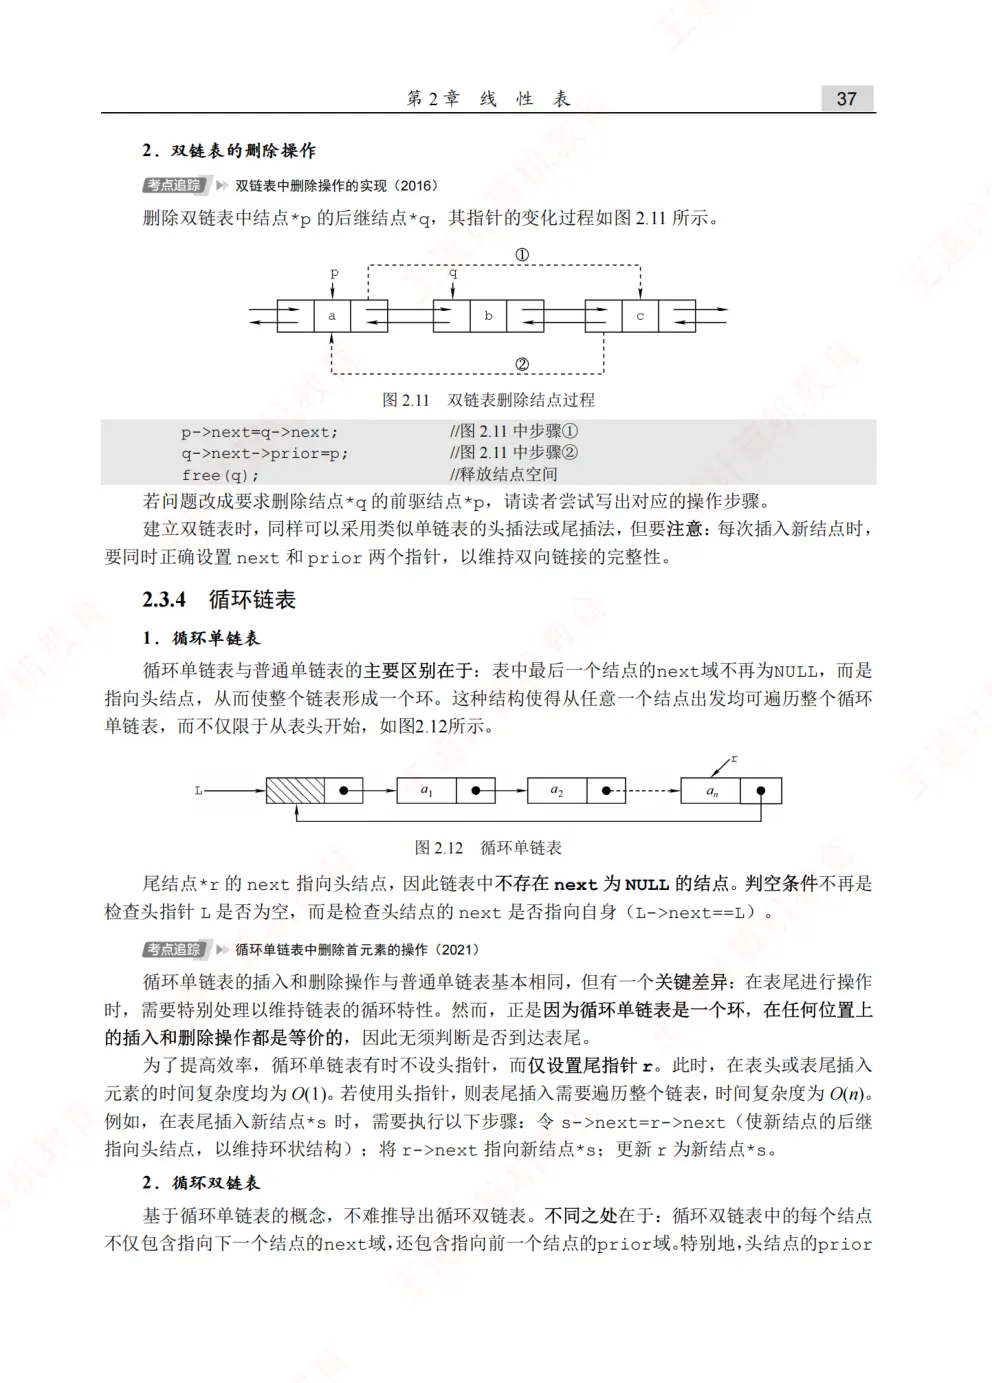 第 2 章 线 性 表 37
2．双链表的删除操作
考点追踪 双链表中删除操作的实现（2016）
删除双链表中结点*p 的后继结点*q，其指针的变化过程如图 2.11 所示。
①
p q
a b c
②
图 2.11 双链表删除结点过程
p->next=q->next; //图 2.11 中步骤①
q->next->prior=p; //图 2.11 中步骤②
free(q); //释放结点空间
若问题改成要求删除结点*q 的前驱结点*p，请读者尝试写出对应的操作步骤。
建立双链表时，同样可以采用类似单链表的头插法或尾插法，但要注意：每次插入新结点时，
要同时正确设置 next 和 prior 两个指针，以维持双向链接的完整性。
2.3.4 循环链表
1．循环单链表
循环单链表与普通单链表的主要区别在于：表中最后一个结点的next域不再为NULL，而是
指向头结点，从而使整个链表形成一个环。这种结构使得从任意一个结点出发均可遍历整个循环
单链表，而不仅限于从表头开始，如图2.12所示。
r
L a1 a2 an
图 2.12 循环单链表
尾结点*r 的 next 指向头结点，因此链表中不存在 next 为 NULL 的结点。判空条件不再是
检查头指针 L 是否为空，而是检查头结点的 next 是否指向自身（L->next==L）。
考点追踪 循环单链表中删除首元素的操作（2021）
循环单链表的插入和删除操作与普通单链表基本相同，但有一个关键差异：在表尾进行操作
时，需要特别处理以维持链表的循环特性。然而，正是因为循环单链表是一个环，在任何位置上
的插入和删除操作都是等价的，因此无须判断是否到达表尾。
为了提高效率，循环单链表有时不设头指针，而仅设置尾指针 r。此时，在表头或表尾插入
元素的时间复杂度均为 O(1)。若使用头指针，则表尾插入需要遍历整个链表，时间复杂度为 O(n)。
例如，在表尾插入新结点*s 时，需要执行以下步骤：令 s->next=r->next（使新结点的后继
指向头结点，以维持环状结构）；将 r->next 指向新结点*s；更新 r 为新结点*s。
2．循环双链表
基于循环单链表的概念，不难推导出循环双链表。不同之处在于：循环双链表中的每个结点
不仅包含指向下一个结点的next域，还包含指向前一个结点的prior域。特别地，头结点的prior